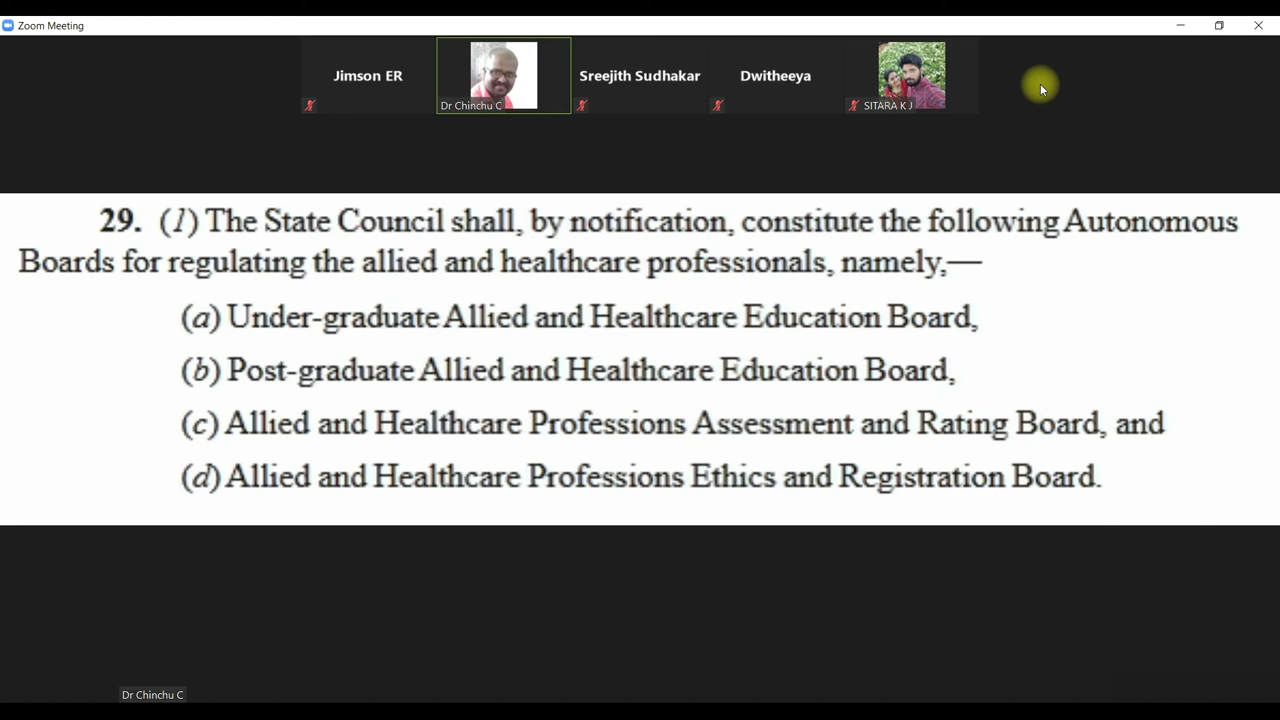 Zoom Meeting
Jimson ER
Dr Chinchu C
Sreejith Sudhakar
Dwitheeya
SITARA K J
29. (1) The State Council shall, by notification, constitute the following Autonomous
Boards for regulating the allied and healthcare professionals, namely,—
(a) Under-graduate Allied and Healthcare Education Board,
(b) Post-graduate Allied and Healthcare Education Board,
(c) Allied and Healthcare Professions Assessment and Rating Board, and
(d) Allied and Healthcare Professions Ethics and Registration Board.
Dr Chinchu C